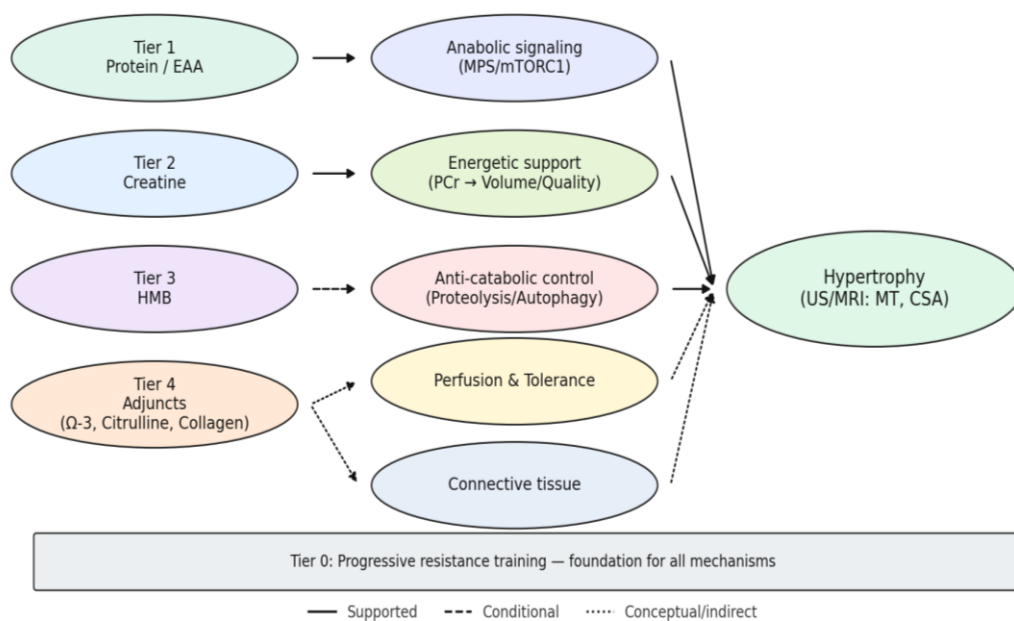 Tier 1
Protein / EAA
Anabolic signaling
(MPS/mTORC1)
Tier 2
Creatine
Energetic support
(PCr → Volume/Quality)
Tier 3
HMB
Anti-catabolic control
(Proteolysis/Autophagy)
Hypertrophy
(US/MRI: MT, CSA)
Tier 4
Adjuncts
(Ω-3, Citrulline, Collagen)
Perfusion & Tolerance
Connective tissue
Tier 0: Progressive resistance training — foundation for all mechanisms
Supported
Conditional
Conceptual/indirect